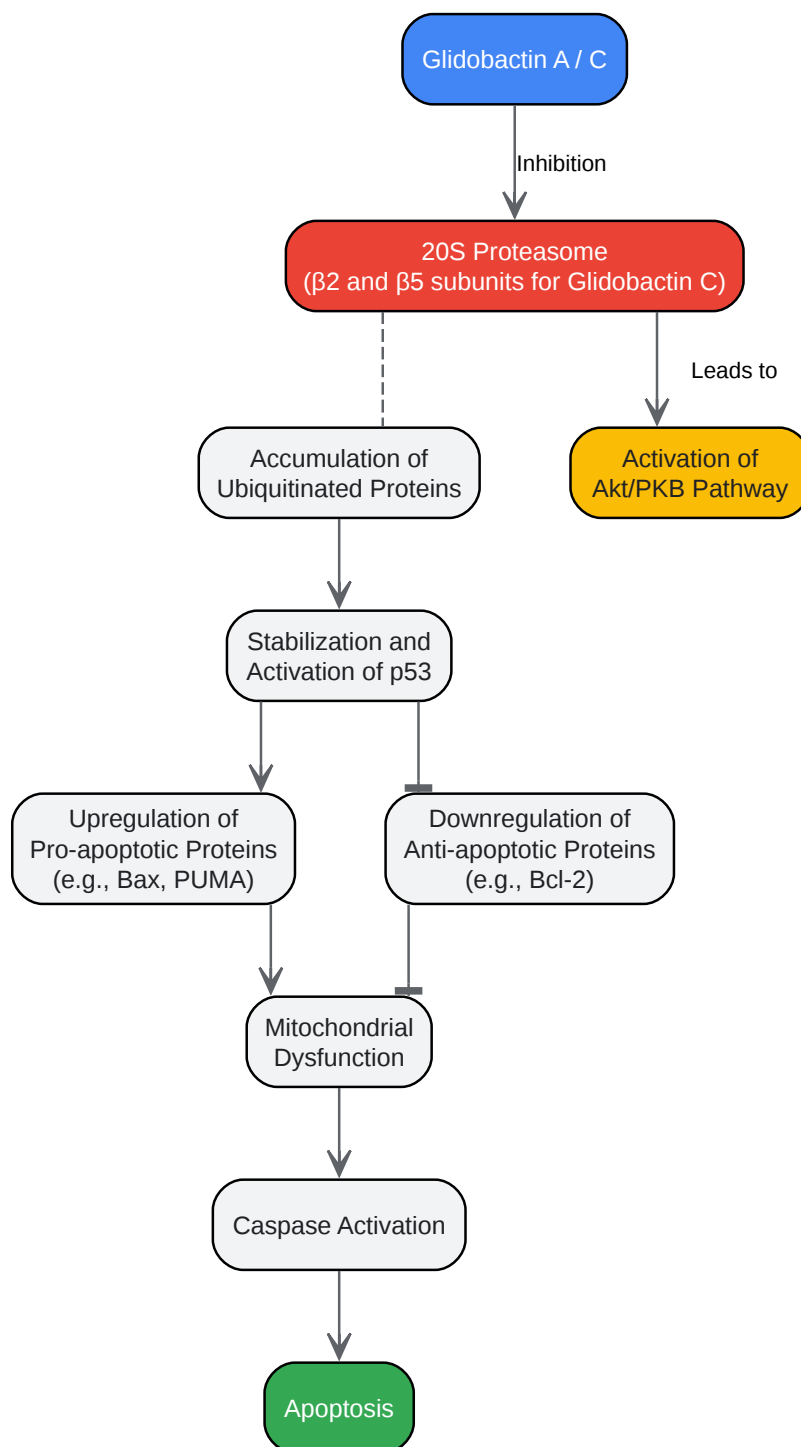 Glidobactin A / C
Inhibition
20S Proteasome
(β2 and β5 subunits for Glidobactin C)
Leads to
Accumulation of
Ubiquitinated Proteins
Activation of
Akt/PKB Pathway
Stabilization and
Activation of p53
Upregulation of
Pro-apoptotic Proteins
(e.g., Bax, PUMA)
Downregulation of
Anti-apoptotic Proteins
(e.g., Bcl-2)
Mitochondrial
Dysfunction
Caspase Activation
Apoptosis